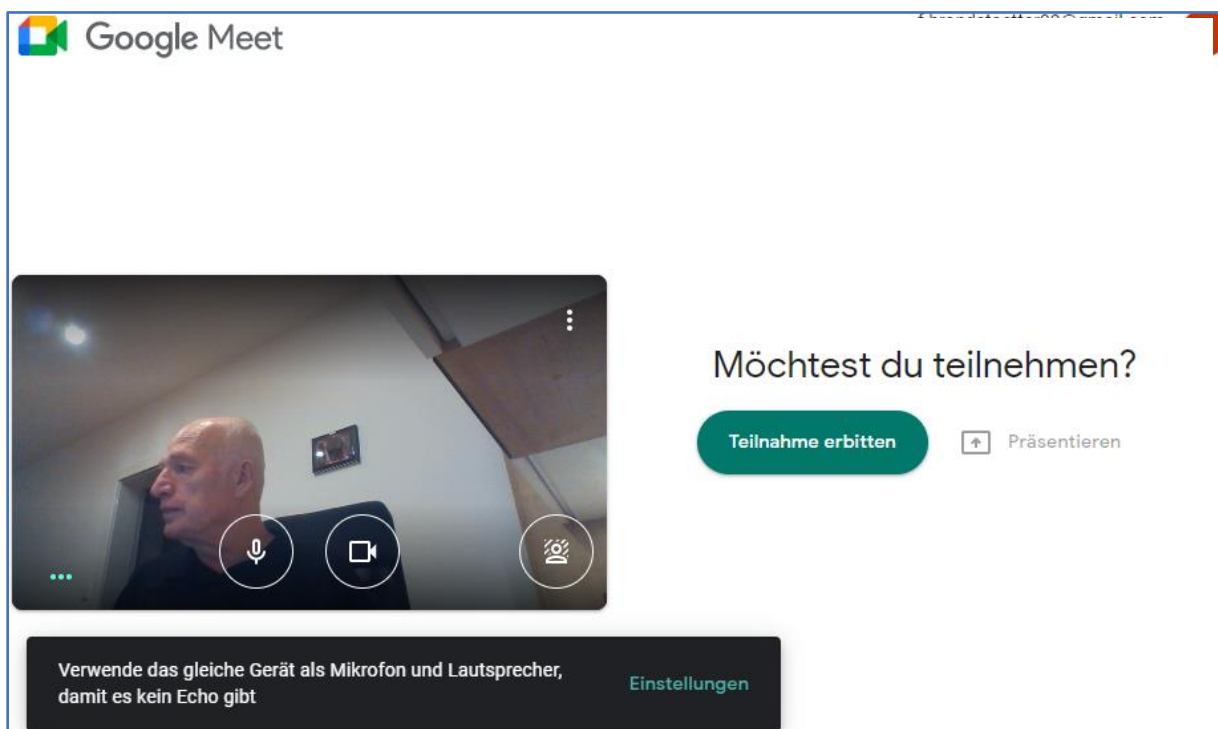 Google Meet
Möchtest du teilnehmen?
Teilnahme erbitten
Präsentieren
Verwende das gleiche Gerät als Mikrofon und Lautsprecher,
damit es kein Echo gibt
Einstellungen